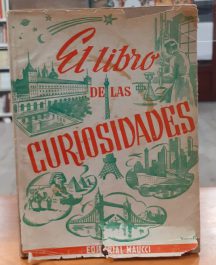 El libro
DE LAS
CURIOSIDADES
EDITORIAL MAUCCI